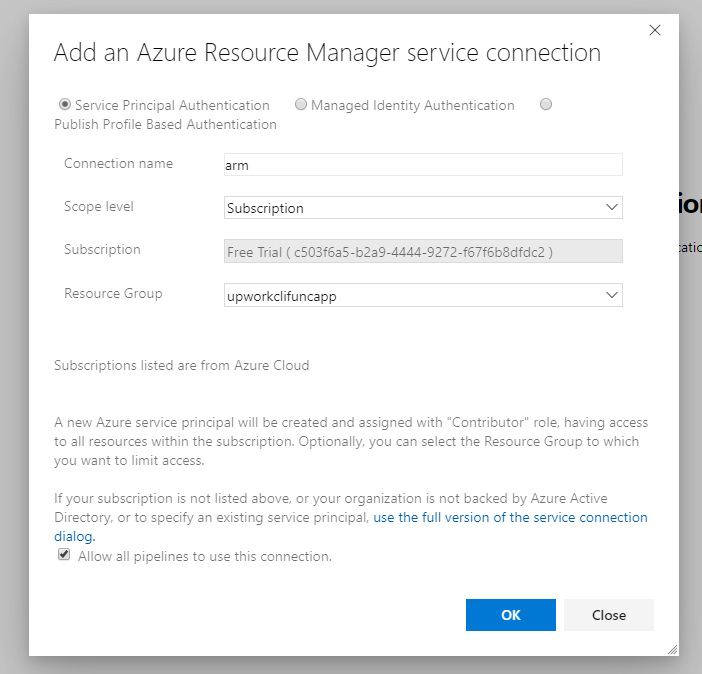 Add an Azure Resource Manager service connection
Service Principal Authentication Managed Identity Authentication
Publish Profile Based Authentication
Connection name arm
Scope level Subscription
Subscription Free Trial ( c503f6a5-b2a9-4444-9272-f67f6b8dfdc2 )
Resource Group upworkclifuncapp
Subscriptions listed are from Azure Cloud
A new Azure service principal will be created and assigned with "Contributor" role, having access
to all resources within the subscription. Optionally, you can select the Resource Group to which
you want to limit access.
If your subscription is not listed above, or your organization is not backed by Azure Active
Directory, or to specify an existing service principal, use the full version of the service connection
dialog.
Allow all pipelines to use this connection.
OK Close